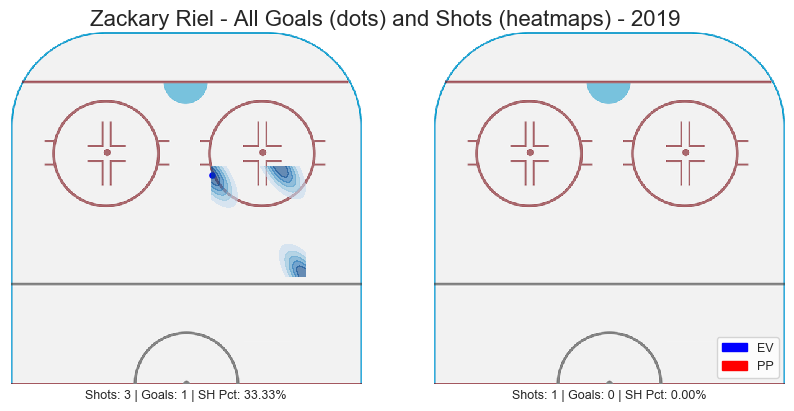 Zackary Riel - All Goals (dots) and Shots (heatmaps) - 2019
EV
PP
Shots: 3 | Goals: 1 | SH Pct: 33.33%
Shots: 1 | Goals: 0 | SH Pct: 0.00%